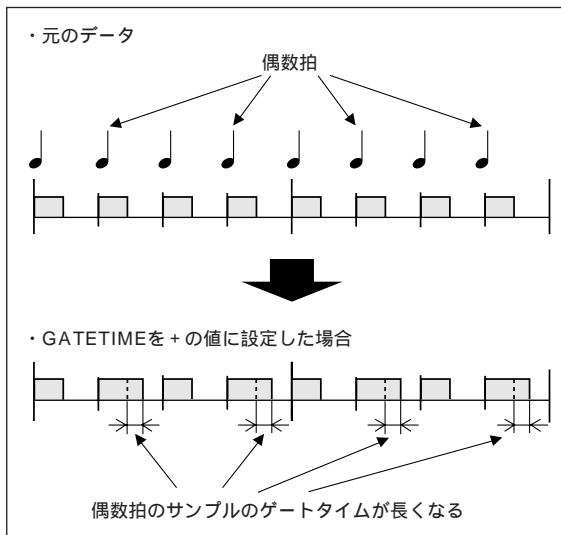 ・元のデータ
偶数拍
・GATETIMEを+の値に設定した場合
偶数拍のサンプルのゲートタイムが長くなる